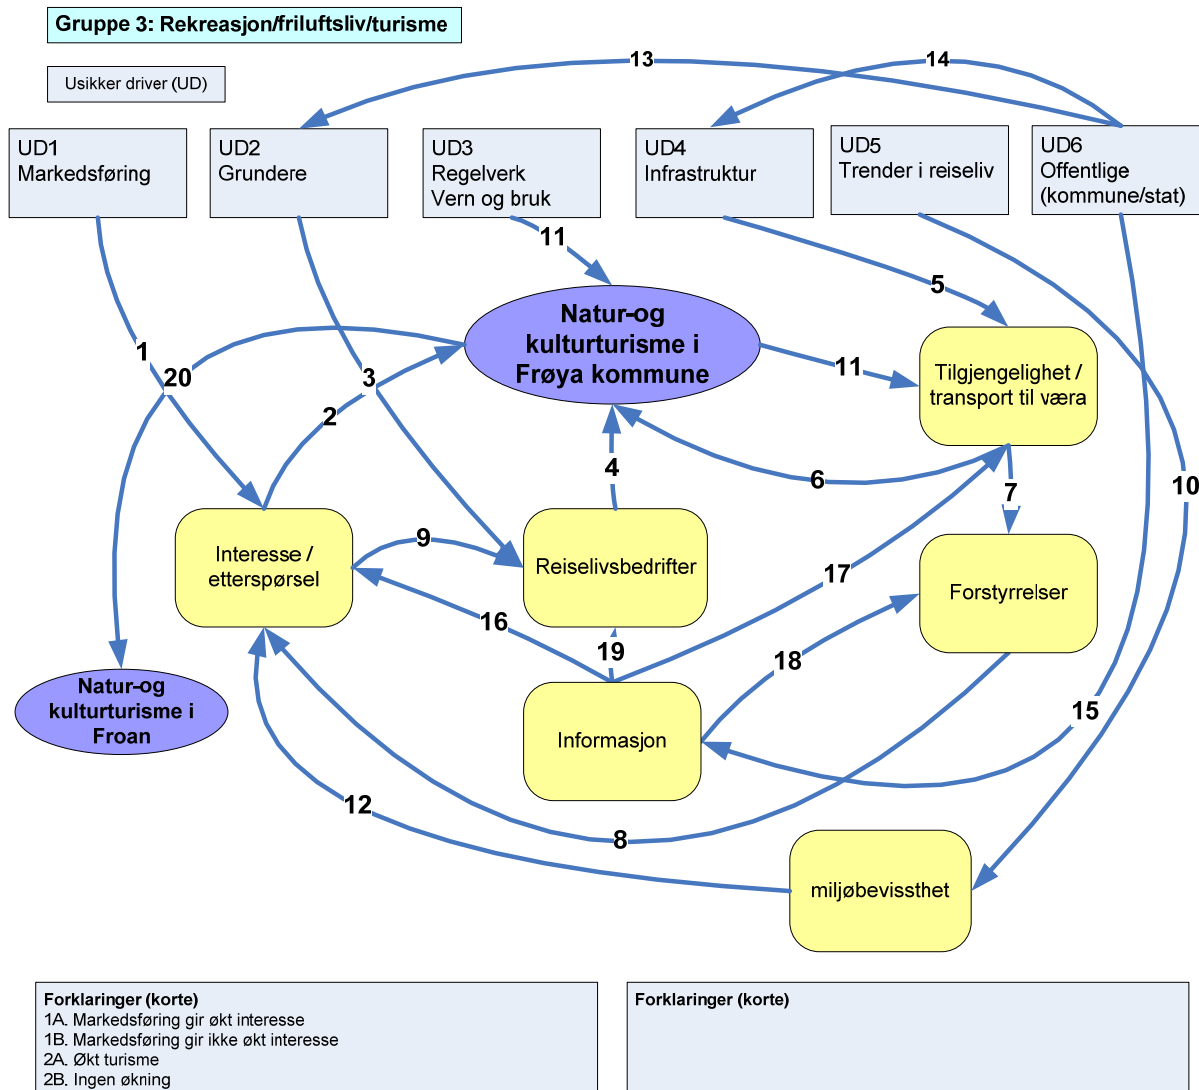 Gruppe 3: Rekreasjon/friluftsliv/turisme
Usikker driver (UD)
13
14
UD1
Markedsføring
UD2
Grundere
UD3
Regelverk
Vern og bruk
UD4
Infrastruktur
UD5
Trender i reiseliv
UD6
Offentlige
(kommune/stat)
11
5
Natur-og
kulturturisme i
Frøya kommune
1
20
3
2
11
Tilgjengelighet /
transport til væra
4
6
7
10
Interesse /
etterspørsel
9
Reiselivsbedrifter
17
Forstyrrelser
16
19
18
Natur-og
kulturturisme i
Froan
Informasjon
15
12
8
miljøbevissthet
Forklaringer (korte)
1A. Markedsføring gir økt interesse
1B. Markedsføring gir ikke økt interesse
2A. Økt turisme
2B. Ingen økning
Forklaringer (korte)